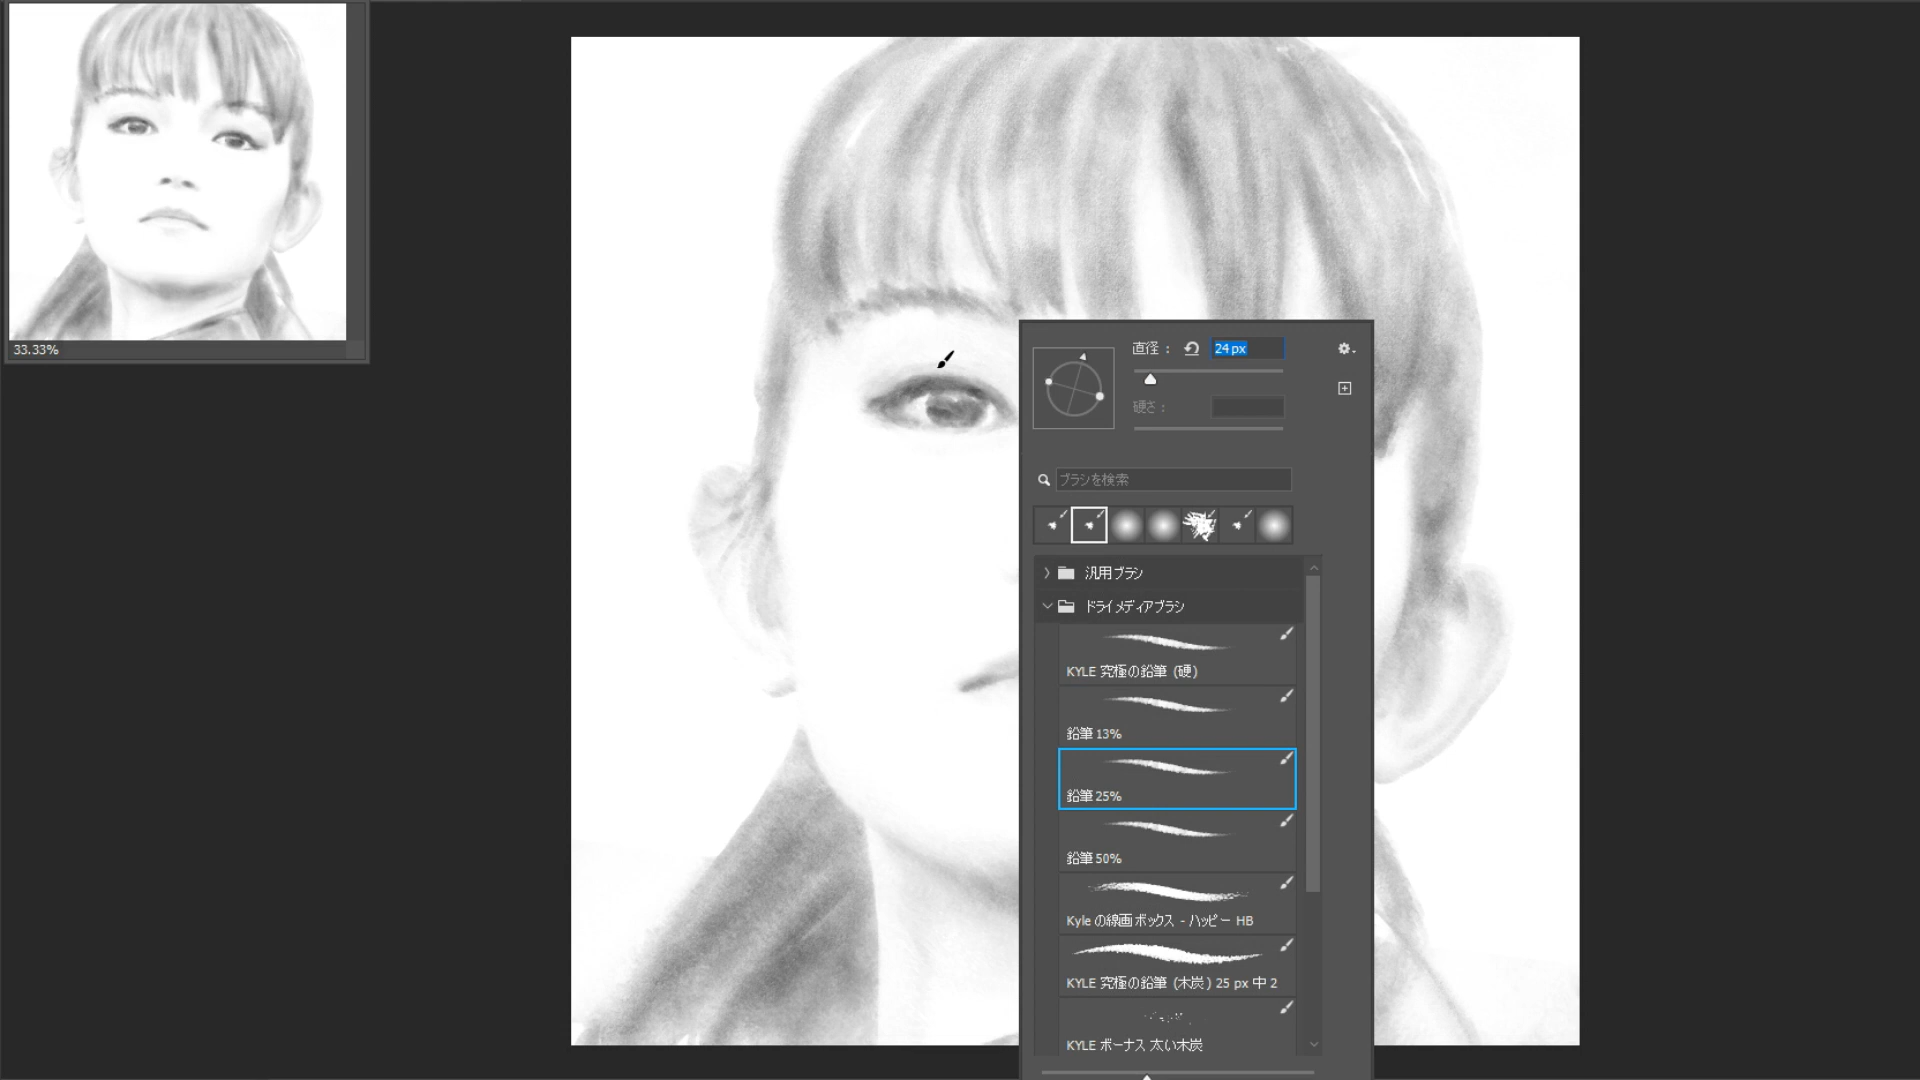 33.33%
直径：
24 px
硬さ：
ブラシを検索
汎用ブラシ
ドライメディアブラシ
KYLE 究極の鉛筆 (硬)
鉛筆 13%
鉛筆 25%
鉛筆 50%
Kyle の線画ボックス - ハッピー HB
KYLE 究極の鉛筆 (木炭) 25 px 中 2
KYLE ボーナス 太い木炭